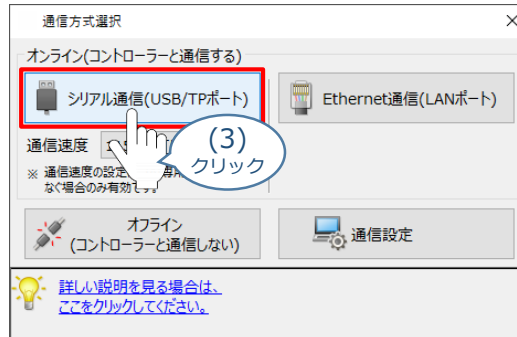 通信方式選択
オンライン(コントローラーと通信する)
シリアル通信(USB/TPポート)
Ethernet通信(LANポート)
通信速度
(3)
クリック
※ 通信速度の設定
なぐ場合のみ有効です。
オフライン
(コントローラーと通信しない)
通信設定
詳しい説明を見る場合は、
ここをクリックしてください。